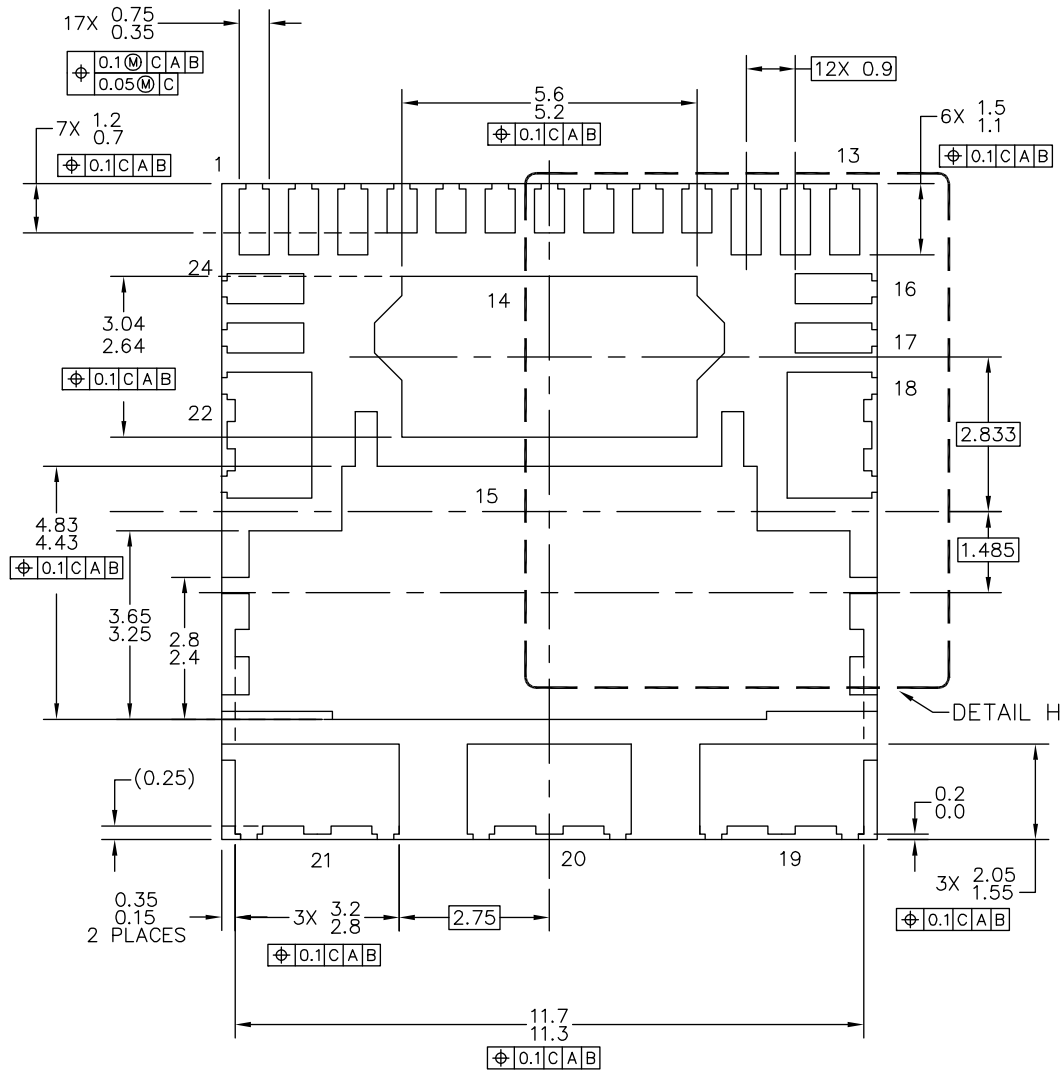 17X 0.75
0.35
⌖ 0.1Ⓜ C A B
0.05Ⓜ C
7X 1.2
0.7
⌖ 0.1 C A B
5.6
5.2
⌖ 0.1 C A B
12X 0.9
6X 1.5
1.1
⌖ 0.1 C A B
1
13
24
14
16
3.04
2.64
⌖ 0.1 C A B
17
18
22
2.833
15
4.83
4.43
⌖ 0.1 C A B
1.485
3.65
3.25
2.8
2.4
DETAIL H
(0.25)
0.2
0.0
21
20
19
0.35
0.15
2 PLACES
3X 3.2
2.8
⌖ 0.1 C A B
2.75
3X 2.05
1.55
⌖ 0.1 C A B
11.7
11.3
⌖ 0.1 C A B